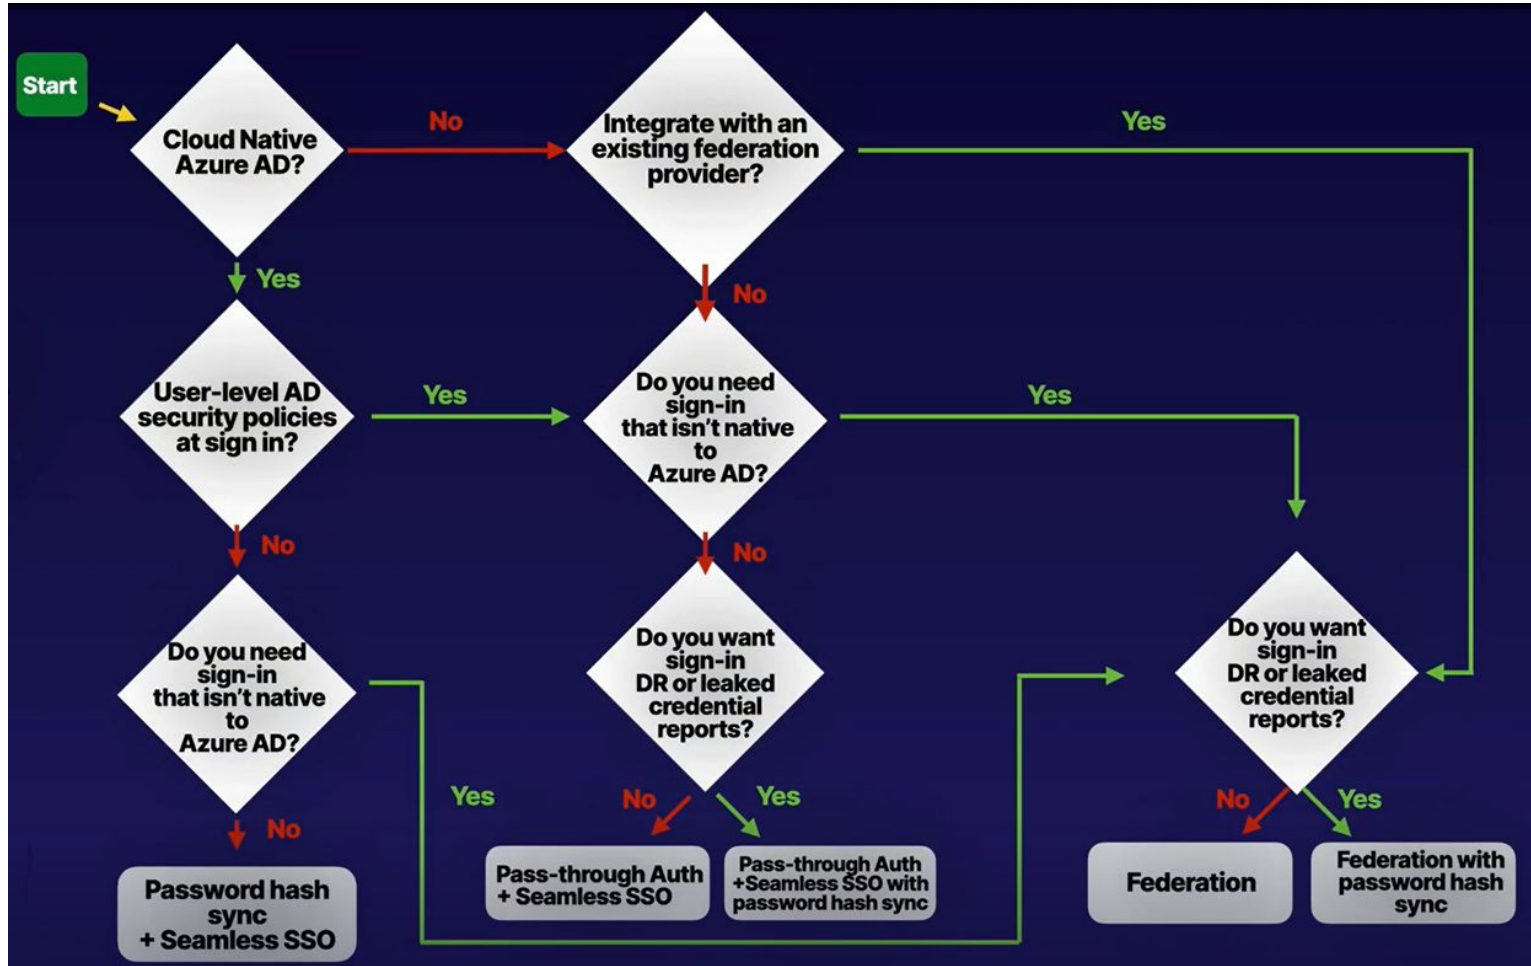 Start
Cloud Native
Azure AD?
No
Integrate with an
existing federation
provider?
Yes
Yes
No
User-level AD
security policies
at sign in?
Yes
Do you need
sign-in
that isn't native
to
Azure AD?
Yes
No
No
Do you need
sign-in
that isn't native
to
Azure AD?
Yes
Do you want
sign-in
DR or leaked
credential
reports?
Do you want
sign-in
DR or leaked
credential
reports?
No
No
Yes
No
Yes
Password hash
sync
+ Seamless SSO
Pass-through Auth
+ Seamless SSO
Pass-through Auth
+Seamless SSO with
password hash sync
Federation
Federation with
password hash
sync